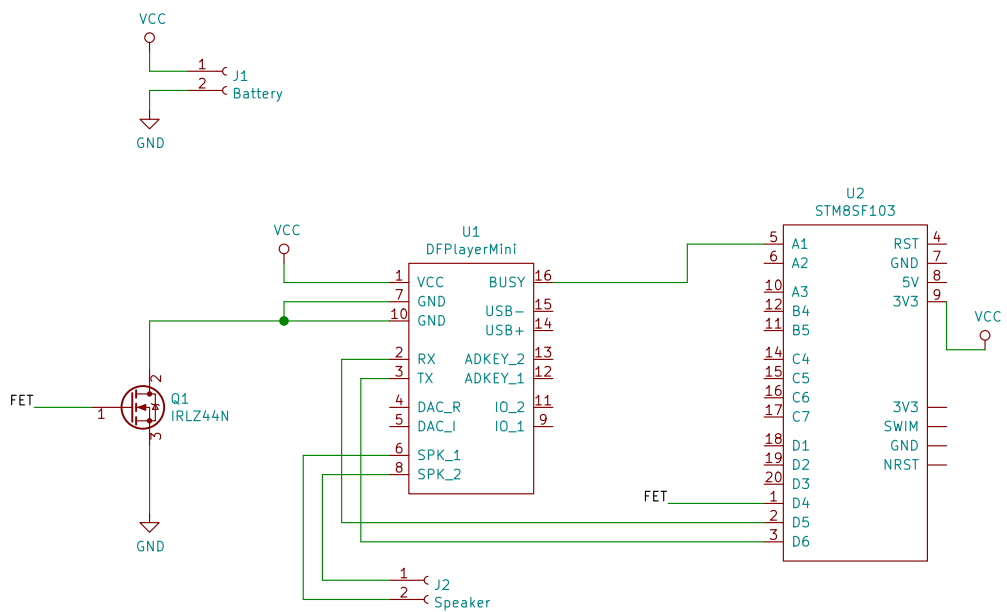 VCC
1
J1
2
Battery
GND
VCC
U1
DFPlayerMini
1 VCC BUSY 16
7 GND
10 GND
USB- 15
USB+ 14
2 RX ADKEY_2 13
3 TX ADKEY_1 12
4 DAC_R IO_2 11
5 DAC_I IO_1 9
6 SPK_1
8 SPK_2
FET
1
2
3
Q1
IRLZ44N
GND
1
J2
2
Speaker
U2
STM8SF103
5 A1 RST 4
6 A2 GND 7
5V 8
10 A3
3V3 9
12 B4
11 B5
14 C4
15 C5
16 C6
17 C7
3V3
SWIM
18 D1 GND
19 D2 NRST
20 D3
FET
1 D4
2 D5
3 D6
VCC